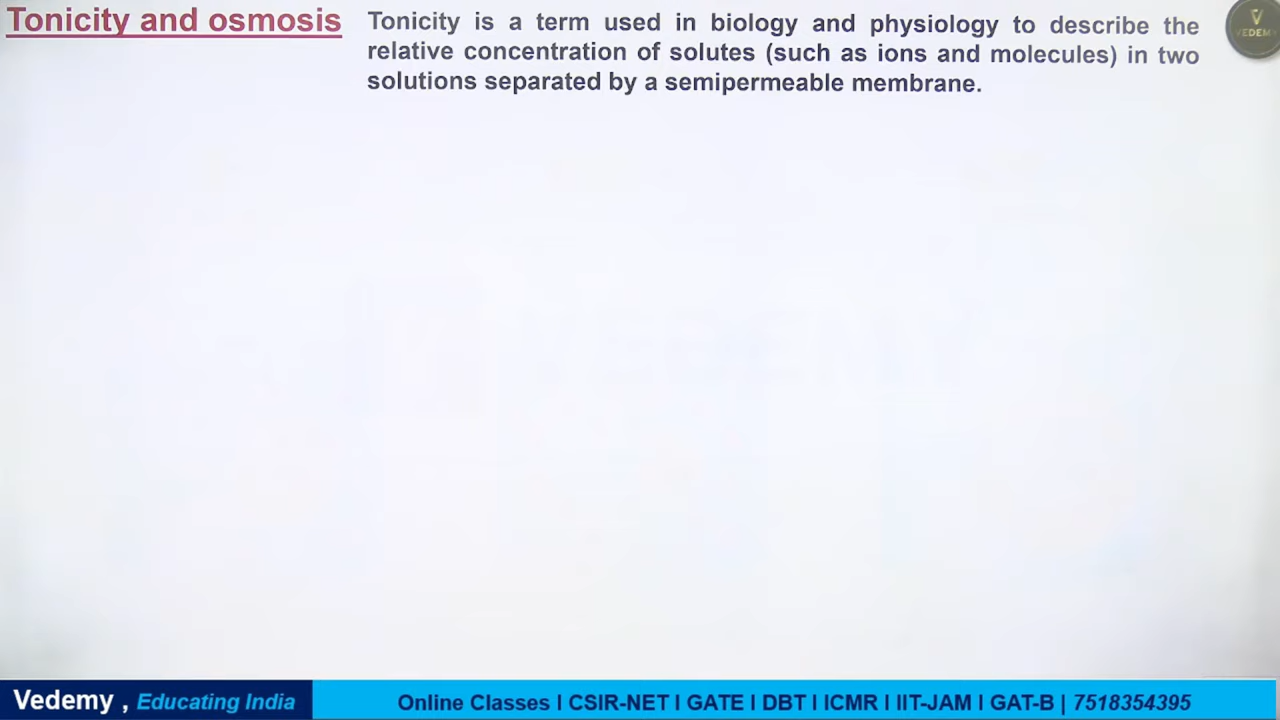 Tonicity and osmosis
Tonicity is a term used in biology and physiology to describe the
relative concentration of solutes (such as ions and molecules) in two
solutions separated by a semipermeable membrane.
V
VEDEMY
Vedemy , Educating India
Online Classes I CSIR-NET I GATE I DBT I ICMR I IIT-JAM I GAT-B | 7518354395